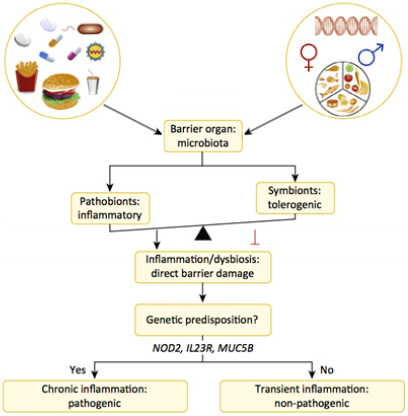 Barrier organ:
microbiota
Pathobionts:
inflammatory
Symbionts:
tolerogenic
Inflammation/dysbiosis:
direct barrier damage
Genetic predisposition?
NOD2, IL23R, MUC5B
Yes
No
Chronic inflammation:
pathogenic
Transient inflammation:
non-pathogenic